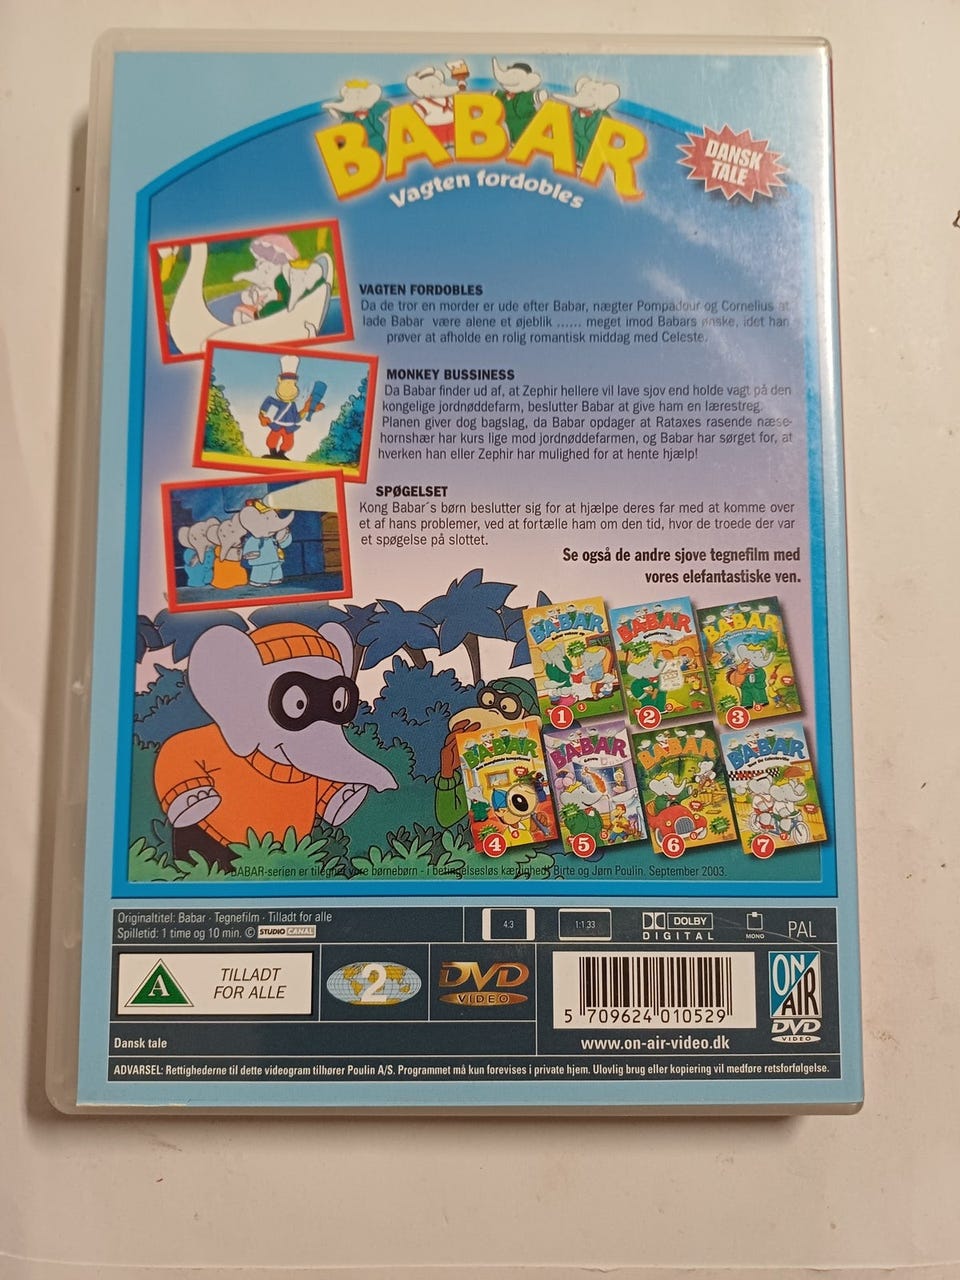 BABAR
Vagten fordobles
DANSK
TALE
VAGTEN FORDOBLES
Da de tror en morder er ude efter Babar, nægter Pompadour og Cornelius at
lade Babar være alene et øjeblik ...... meget imod Babars ønske, idet han
prøver at afholde en rolig romantisk middag med Celeste.
MONKEY BUSSINESS
Da Babar finder ud af, at Zephir hellere vil lave sjov end holde vagt på den
kongelige jordnøddefarm, beslutter Babar at give ham en lærestreg.
Planen giver dog bagslag, da Babar opdager at Rataxes rasende næse-
hornshær har kurs lige mod jordnøddefarmen, og Babar har sørget for, at
hverken han eller Zephir har mulighed for at hente hjælp!
SPØGELSET
Kong Babar´s børn beslutter sig for at hjælpe deres far med at komme over
et af hans problemer, ved at fortælle ham om den tid, hvor de troede der var
et spøgelse på slottet.
Se også de andre sjove tegnefilm med
vores elefantastiske ven.
BABAR
BABAR
BABAR
1
2
3
BABAR
BABAR
BABAR
BABAR
4
5
6
7
BABAR-serien er tilegnet vore børnebørn - i betingelsesløs kærlighed, Birte og Jørn Poulin, September 2003.
Originaltitel: Babar · Tegnefilm · Tilladt for alle
Spilletid: 1 time og 10 min. © STUDIO CANAL
4:3
1:1.33
DOLBY
DIGITAL
MONO
PAL
A
TILLADT
FOR ALLE
2
DVD
VIDEO
5 709624 010529
ON
AIR
DVD
VIDEO
Dansk tale
www.on-air-video.dk
ADVARSEL: Rettighederne til dette videogram tilhører Poulin A/S. Programmet må kun forevises i private hjem. Ulovlig brug eller kopiering vil medføre retsforfølgelse.